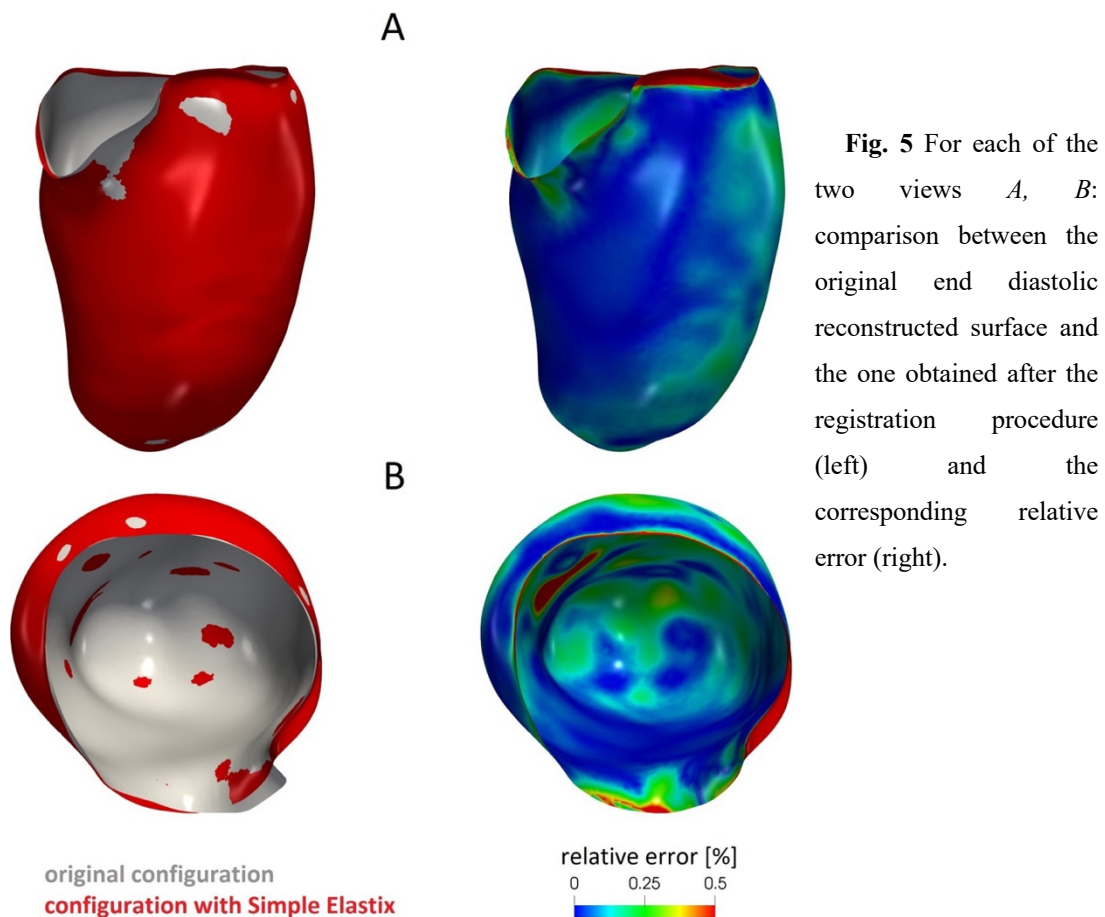 A
Fig. 5 For each of the
two views A, B:
comparison between the
original end diastolic
reconstructed surface and
the one obtained after the
registration procedure
(left) and the
corresponding relative
error (right).
B
original configuration
configuration with Simple Elastix
relative error [%]
0 0.25 0.5